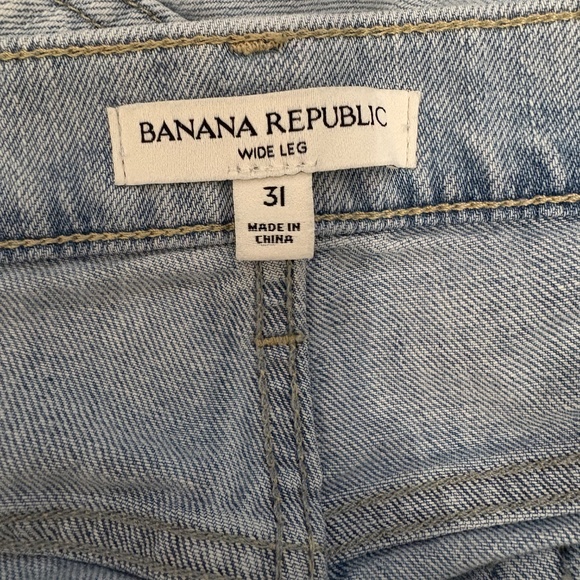 BANANA REPUBLIC
WIDE LEG
31
MADE IN
CHINA